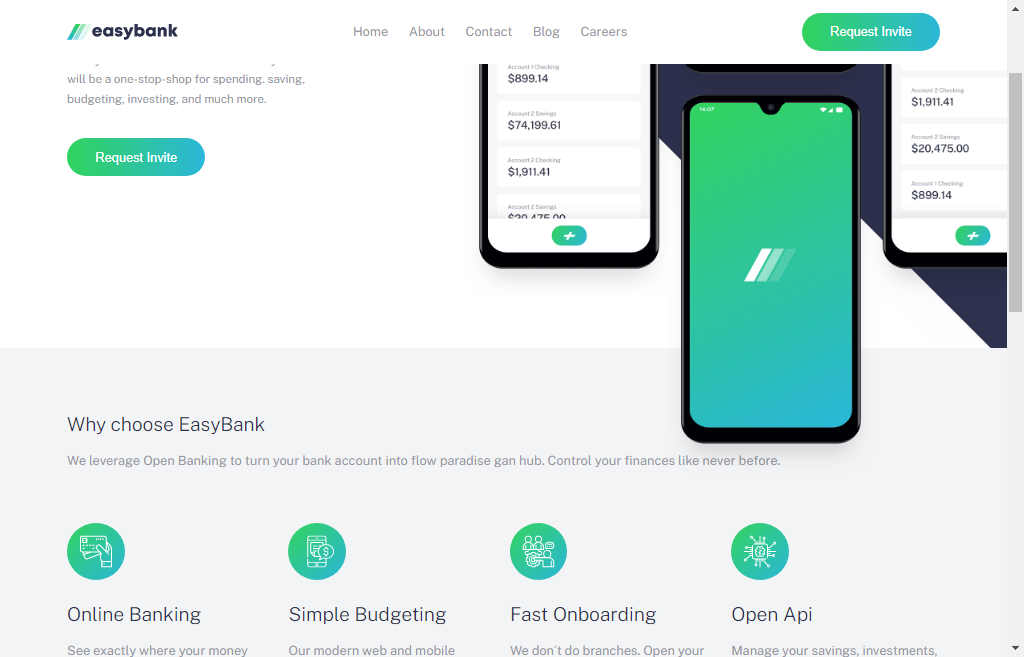 easybank
Home
About
Contact
Blog
Careers
Request Invite
will be a one-stop-shop for spending. saving,
budgeting, investing, and much more.
Request Invite
Account 1 Checking
$899.14
Account 2 Savings
$74,199.61
Account 2 Checking
$1,911.41
Account 2 Savings
$20,475.00
14:07
Account 2 Checking
$1,911.41
Account 2 Savings
$20,475.00
Account 1 Checking
$899.14
Why choose EasyBank
We leverage Open Banking to turn your bank account into flow paradise gan hub. Control your finances like never before.
Online Banking
Simple Budgeting
Fast Onboarding
Open Api
See exactly where your money
Our modern web and mobile
We don´t do branches. Open your
Manage your savings, investments,